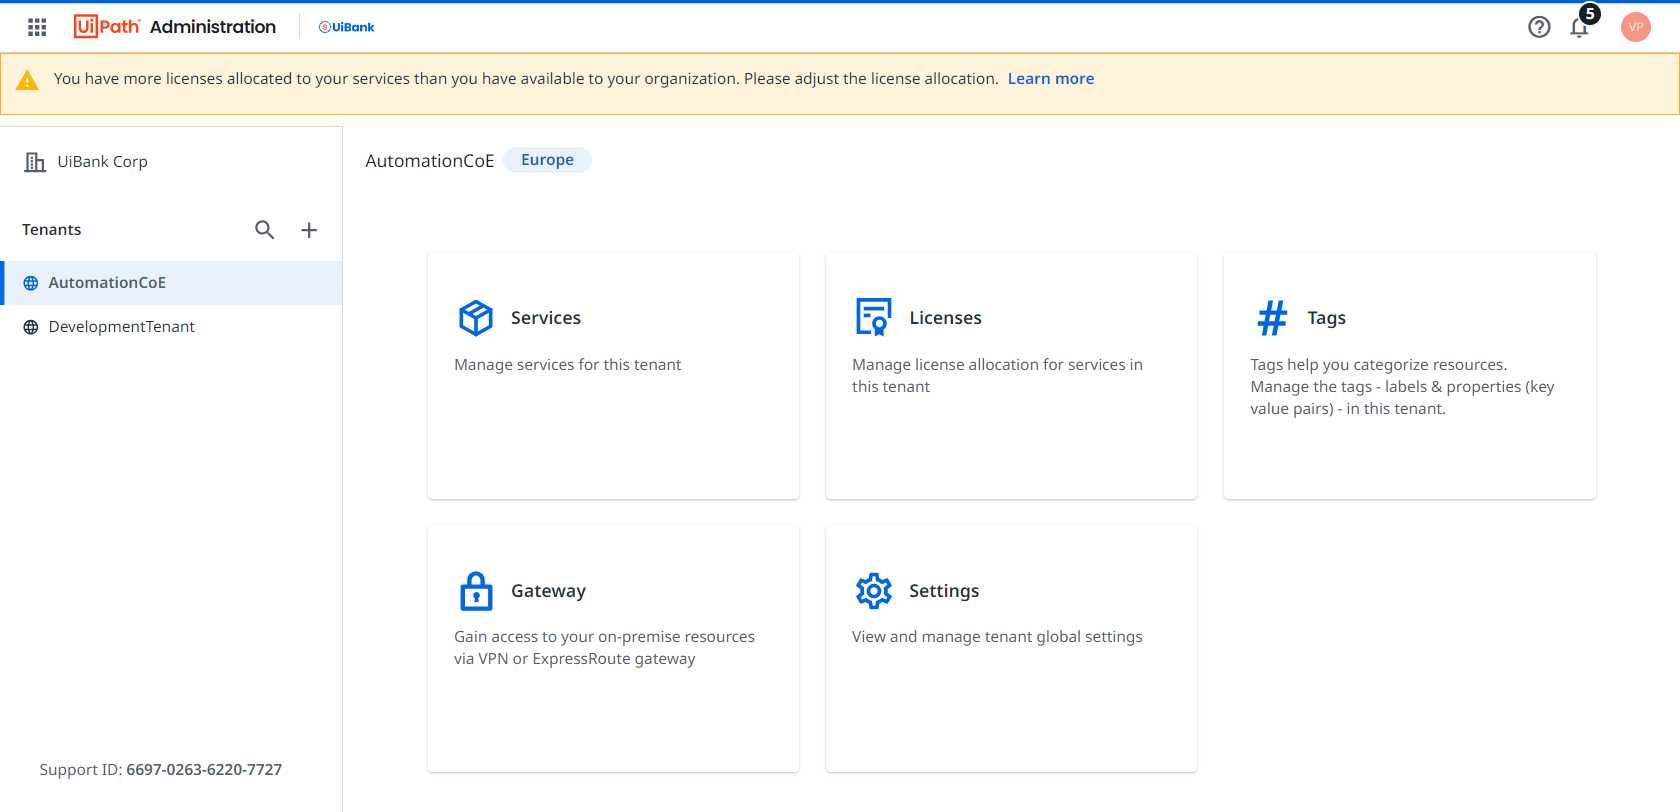 UiPath Administration
UiBank
5
VP
You have more licenses allocated to your services than you have available to your organization. Please adjust the license allocation. Learn more
UiBank Corp
AutomationCoE Europe
Tenants
AutomationCoE
DevelopmentTenant
Services
Manage services for this tenant
Licenses
Manage license allocation for services in
this tenant
# Tags
Tags help you categorize resources.
Manage the tags - labels & properties (key
value pairs) - in this tenant.
Gateway
Gain access to your on-premise resources
via VPN or ExpressRoute gateway
Settings
View and manage tenant global settings
Support ID: 6697-0263-6220-7727